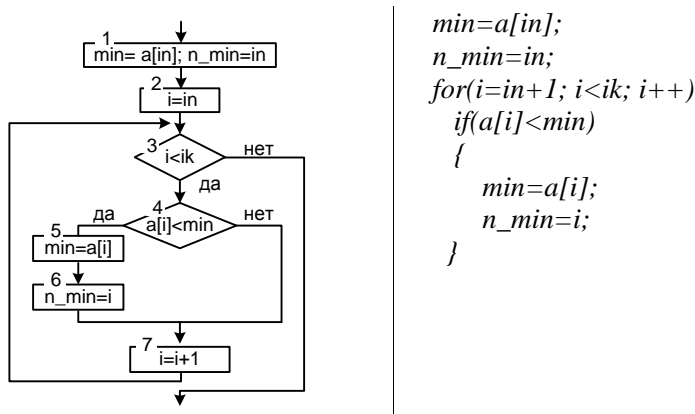 1
min= a[in]; n_min=in
2
i=in
3
i<ik
нет
да
4
a[i]<min
да
нет
5
min=a[i]
6
n_min=i
7
i=i+1
min=a[in];
n_min=in;
for(i=in+1; i<ik; i++)
if(a[i]<min)
{
min=a[i];
n_min=i;
}